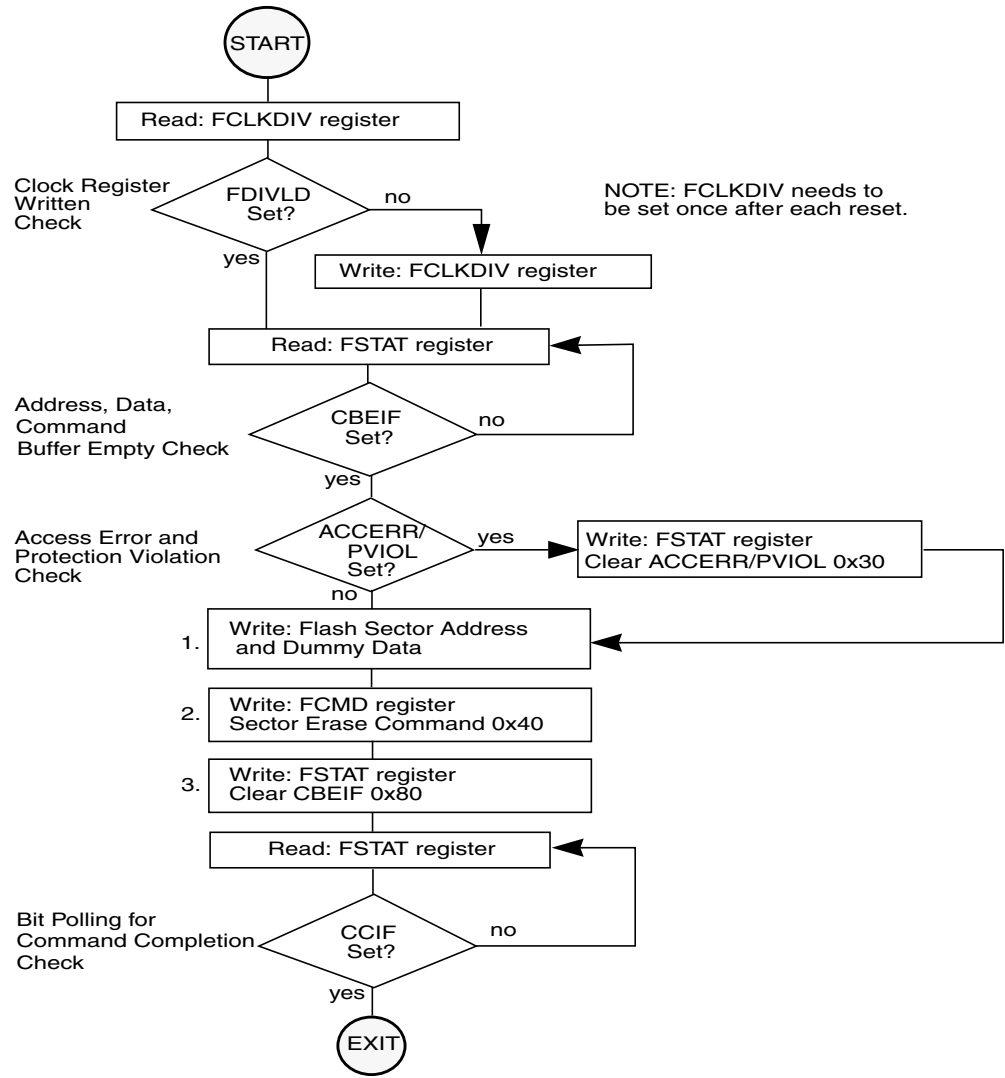 START
Read: FCLKDIV register
Clock Register
Written
Check
FDIVLD
Set?
no
yes
NOTE: FCLKDIV needs to
be set once after each reset.
Write: FCLKDIV register
Read: FSTAT register
Address, Data,
Command
Buffer Empty Check
CBEIF
Set?
no
yes
Access Error and
Protection Violation
Check
ACCERR/
PVIOL
Set?
yes
no
Write: FSTAT register
Clear ACCERR/PVIOL 0x30
1.
Write: Flash Sector Address
and Dummy Data
2.
Write: FCMD register
Sector Erase Command 0x40
3.
Write: FSTAT register
Clear CBEIF 0x80
Read: FSTAT register
Bit Polling for
Command Completion
Check
CCIF
Set?
no
yes
EXIT